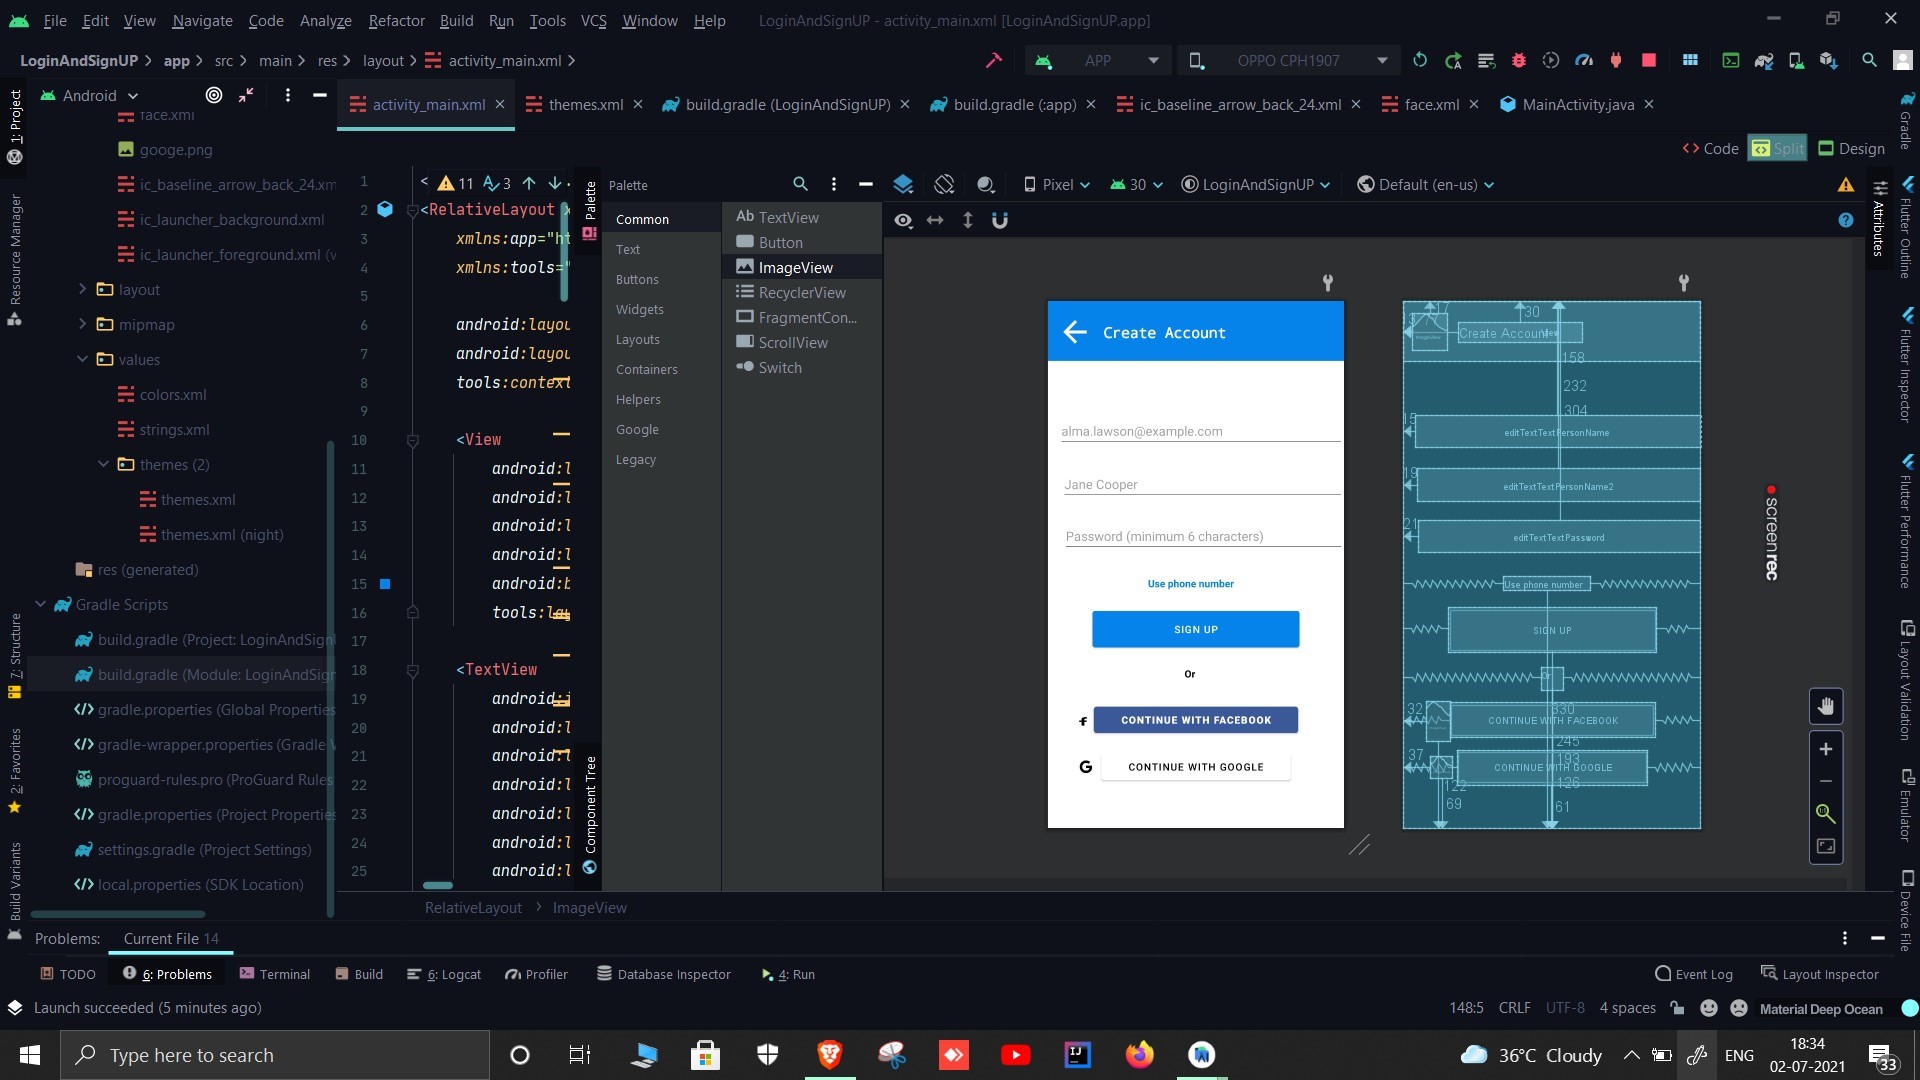 File Edit View Navigate Code Analyze Refactor Build Run Tools VCS Window Help LoginAndSignUP - activity_main.xml [LoginAndSignUP.app]
LoginAndSignUP app src main res layout activity_main.xml APP OPPO CPH1907
1: Project
Resource Manager
7: Structure
2: Favorites
Build Variants
Android
face.xml
googe.png
ic_baseline_arrow_back_24.xm
ic_launcher_background.xml
ic_launcher_foreground.xml (v
layout
mipmap
values
colors.xml
strings.xml
themes (2)
themes.xml
themes.xml (night)
res (generated)
Gradle Scripts
build.gradle (Project: LoginAndSign
build.gradle (Module: LoginAndSig
gradle.properties (Global Properties
gradle-wrapper.properties (Gradle V
proguard-rules.pro (ProGuard Rules
gradle.properties (Project Properties
settings.gradle (Project Settings)
local.properties (SDK Location)
activity_main.xml themes.xml build.gradle (LoginAndSignUP) build.gradle (:app) ic_baseline_arrow_back_24.xml face.xml MainActivity.java
Code Split Design
1 < 11 3
2 <RelativeLayout x
3 xmlns:app="ht
4 xmlns:tools="
5
6 android:layou
7 android:layou
8 tools:context
9
10 <View
11 android:l
12 android:l
13 android:l
14 android:l
15 android:b
16 tools:lay
17
18 <TextView
19 android:i
20 android:l
21 android:l
22 android:l
23 android:l
24 android:l
25 android:l
RelativeLayout ImageView
Palette
Component Tree
Palette
Common
Text
Buttons
Widgets
Layouts
Containers
Helpers
Google
Legacy
Ab TextView
Button
ImageView
RecyclerView
FragmentCon...
ScrollView
Switch
Pixel 30 LoginAndSignUP Default (en-us)
Create Account
alma.lawson@example.com
Jane Cooper
Password (minimum 6 characters)
Use phone number
SIGN UP
Or
CONTINUE WITH FACEBOOK
CONTINUE WITH GOOGLE
17 30
Create Account
158
232
304
15
editTextTextPersonName
19
editTextTextPersonName2
21
editTextTextPassword
Use phone number
SIGN UP
32 330
CONTINUE WITH FACEBOOK
245
37 193
CONTINUE WITH GOOGLE
122 126
69 61
screenrec
Attributes
Gradle
Flutter Outline
Flutter Inspector
Flutter Performance
Layout Validation
Emulator
Device File
Problems: Current File 14
TODO 6: Problems Terminal Build 6: Logcat Profiler Database Inspector 4: Run Event Log Layout Inspector
Launch succeeded (5 minutes ago) 148:5 CRLF UTF-8 4 spaces Material Deep Ocean
Type here to search 36°C Cloudy ENG 18:34
02-07-2021 33